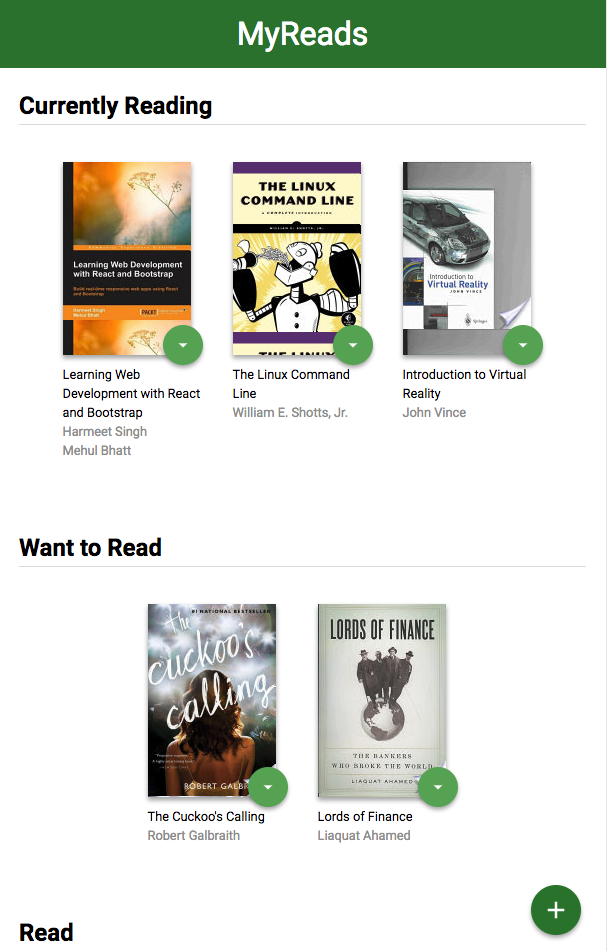 MyReads
Currently Reading
Learning Web Development
with React and Bootstrap
Build real-time responsive web apps using React
and Bootstrap
Harmeet Singh
Mehul Bhatt
PACKT
THE LINUX
COMMAND LINE
A COMPLETE INTRODUCTION
WILLIAM E. SHOTTS, JR.
THE LINUX
Introduction to
Virtual Reality
JOHN VINCE
Springer
Learning Web
Development with React
and Bootstrap
Harmeet Singh
Mehul Bhatt
The Linux Command
Line
William E. Shotts, Jr.
Introduction to Virtual
Reality
John Vince
Want to Read
#1 NATIONAL BESTSELLER
the
cuckoo's
calling
ROBERT GALB
LORDS OF FINANCE
THE BANKERS
WHO BROKE THE WORLD
LIAQUAT AHAMED
The Cuckoo's Calling
Robert Galbraith
Lords of Finance
Liaquat Ahamed
+
Read